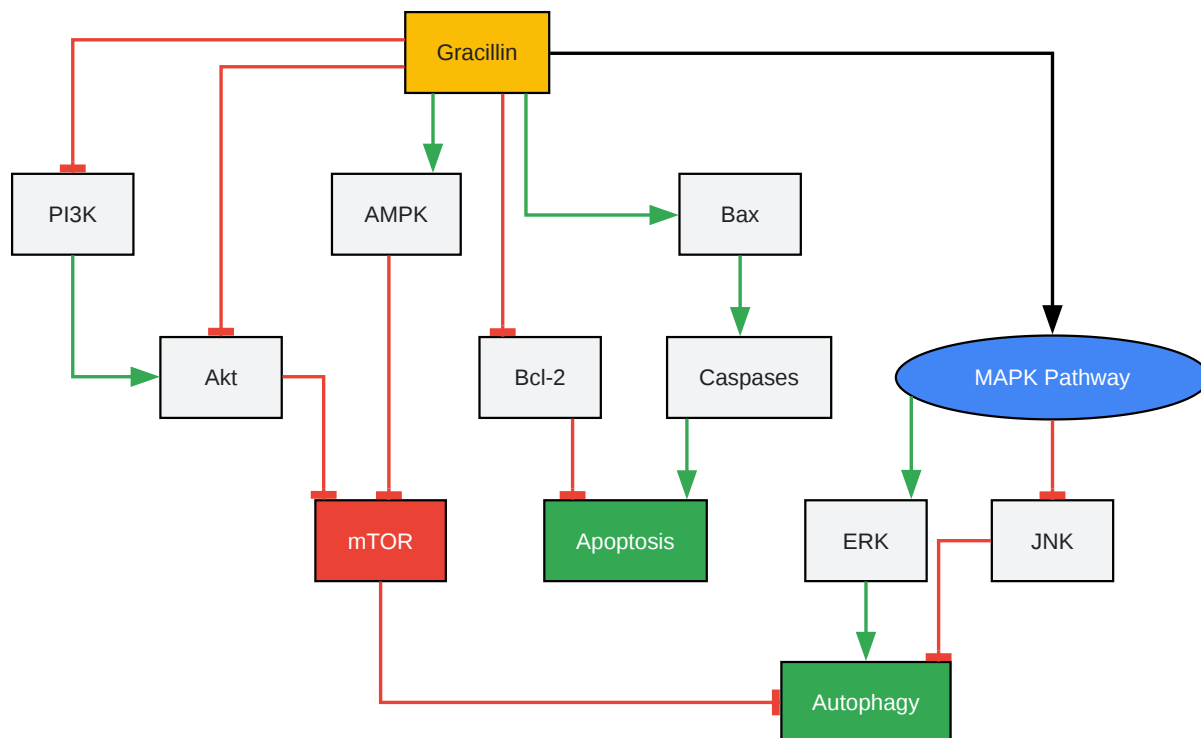 Gracillin
PI3K
AMPK
Bax
Akt
Bcl-2
Caspases
MAPK Pathway
mTOR
Apoptosis
ERK
JNK
Autophagy